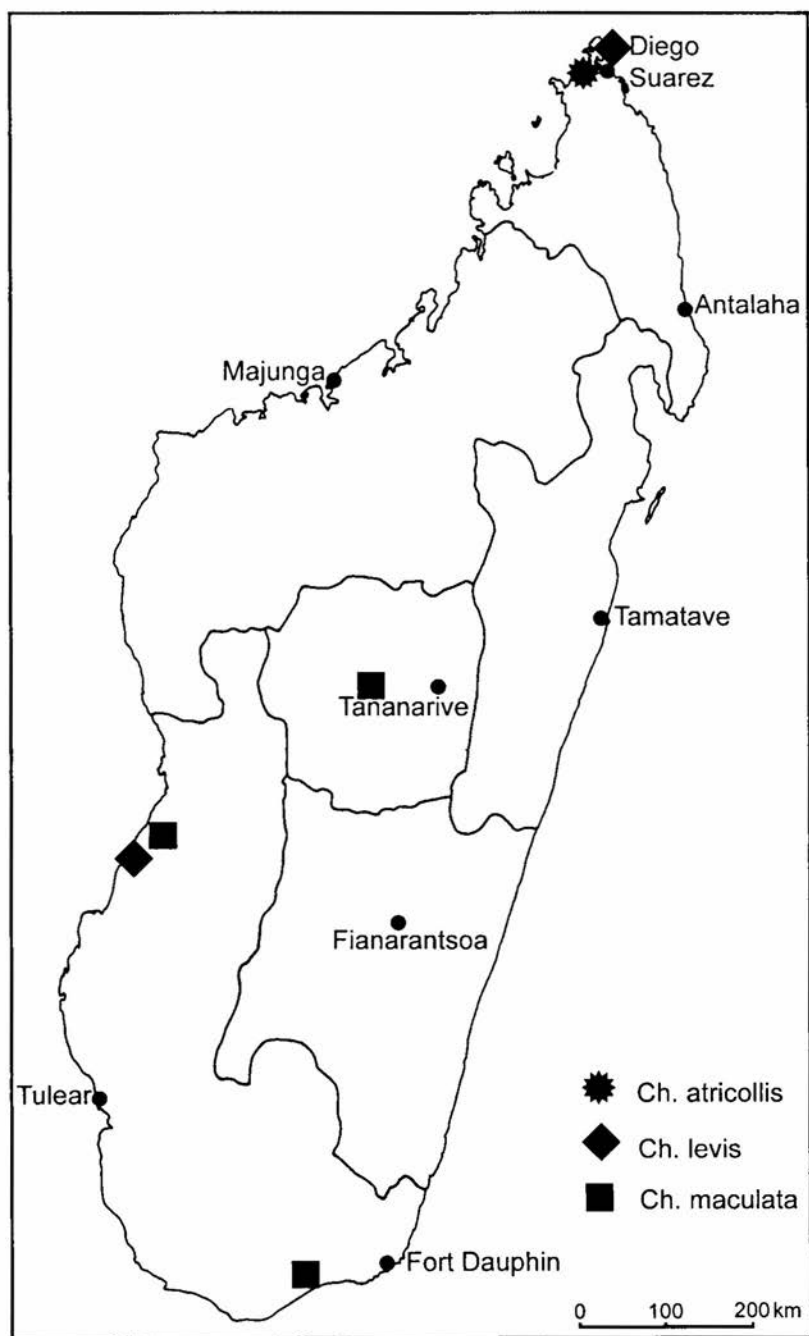 Diego
Suarez
Antalaha
Majunga
Tamatave
Tananarive
Fianarantsoa
Tulear
Ch. atricollis
Ch. levis
Ch. maculata
Fort Dauphin
0 100 200 km